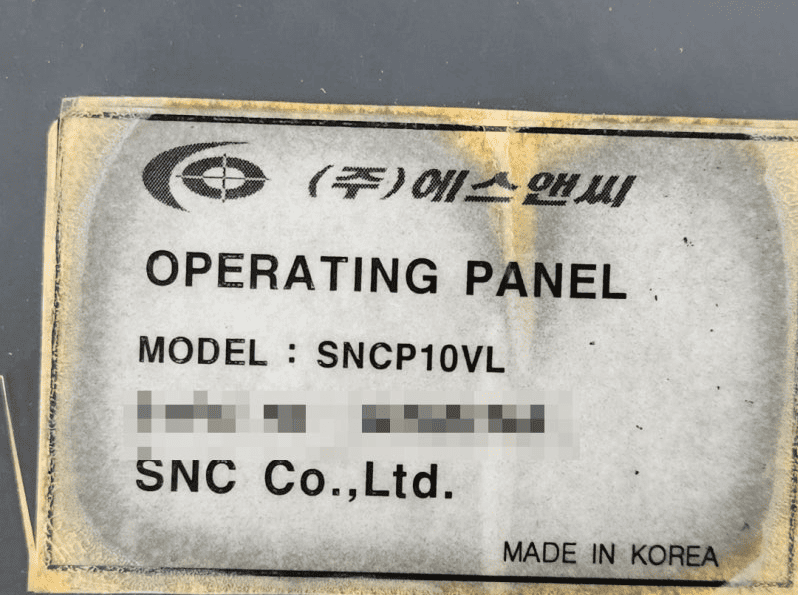 (주)에스앤씨
OPERATING PANEL
MODEL : SNCP10VL
SNC Co.,Ltd.
MADE IN KOREA